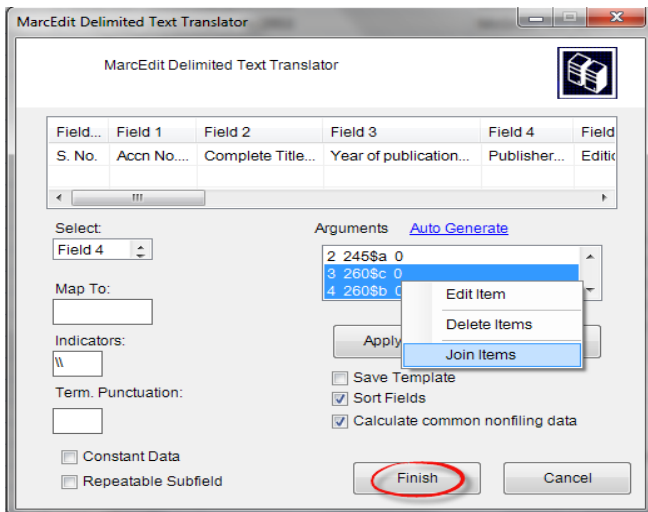 MarcEdit Delimited Text Translator
MarcEdit Delimited Text Translator
Field... Field 1 Field 2 Field 3 Field 4 Field
S. No. Accn No.... Complete Title... Year of publication... Publisher... Editio
Select:
Field 4
Map To:
Indicators:
\\
Term. Punctuation:
Constant Data
Repeatable Subfield
Arguments Auto Generate
2 245$a 0
3 260$c 0
4 260$b 0
Edit Item
Delete Items
Join Items
Apply
Save Template
Sort Fields
Calculate common nonfiling data
Finish Cancel